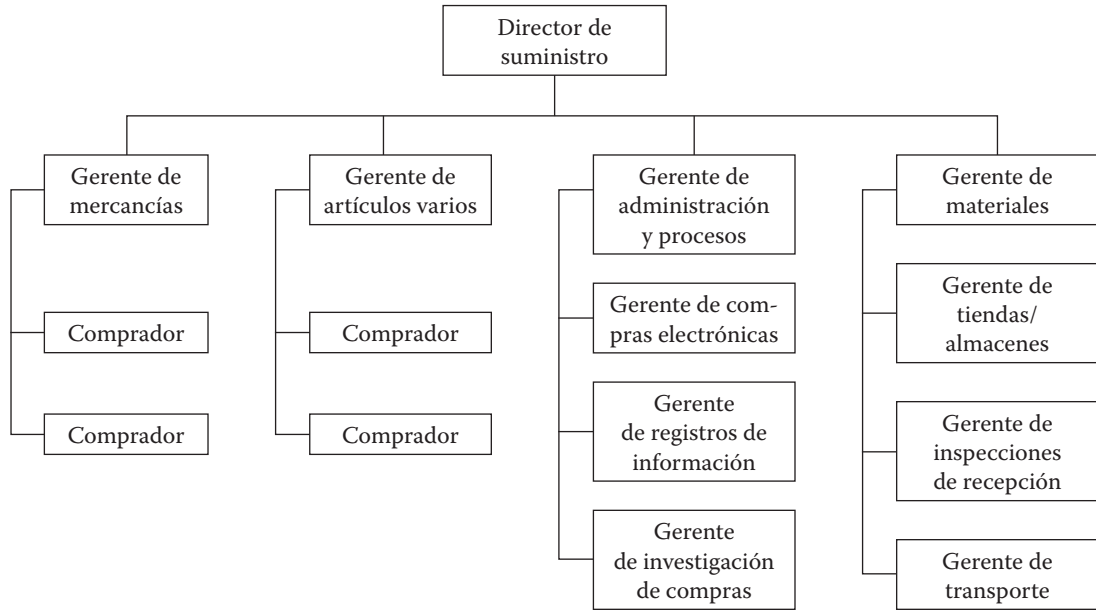 Director de
suministro
Gerente de
mercancías
Gerente de
artículos varios
Gerente de
administración
y procesos
Gerente de
materiales
Comprador
Comprador
Gerente de com-
pras electrónicas
Gerente de
tiendas/
almacenes
Comprador
Comprador
Gerente
de registros de
información
Gerente de
inspecciones
de recepción
Gerente
de investigación
de compras
Gerente de
transporte